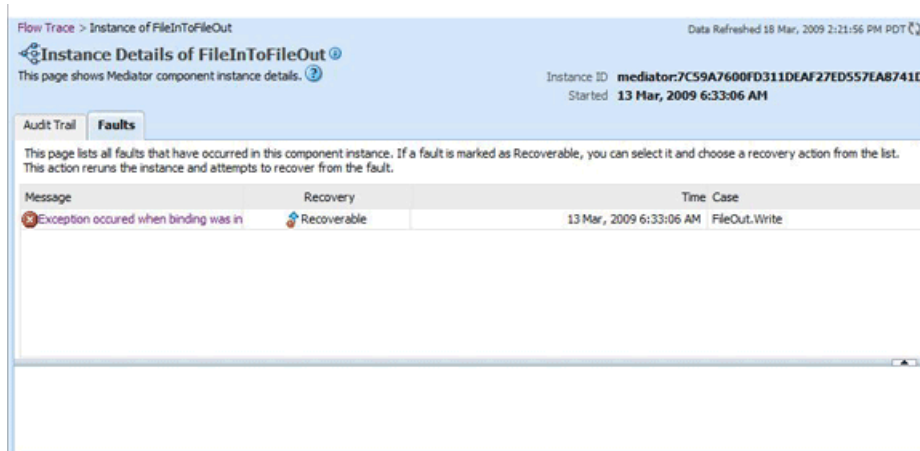 Flow Trace > Instance of FileInToFileOut
Data Refreshed 18 Mar, 2009 2:21:56 PM PDT
Instance Details of FileInToFileOut
This page shows Mediator component instance details.
Instance ID mediator:7C59A7600FD311DEAF27ED557EA8741D
Started 13 Mar, 2009 6:33:06 AM
Audit Trail Faults
This page lists all faults that have occurred in this component instance. If a fault is marked as Recoverable, you can select it and choose a recovery action from the list.
This action reruns the instance and attempts to recover from the fault.
Message Recovery Time Case
Exception occured when binding was in Recoverable 13 Mar, 2009 6:33:06 AM FileOut.Write